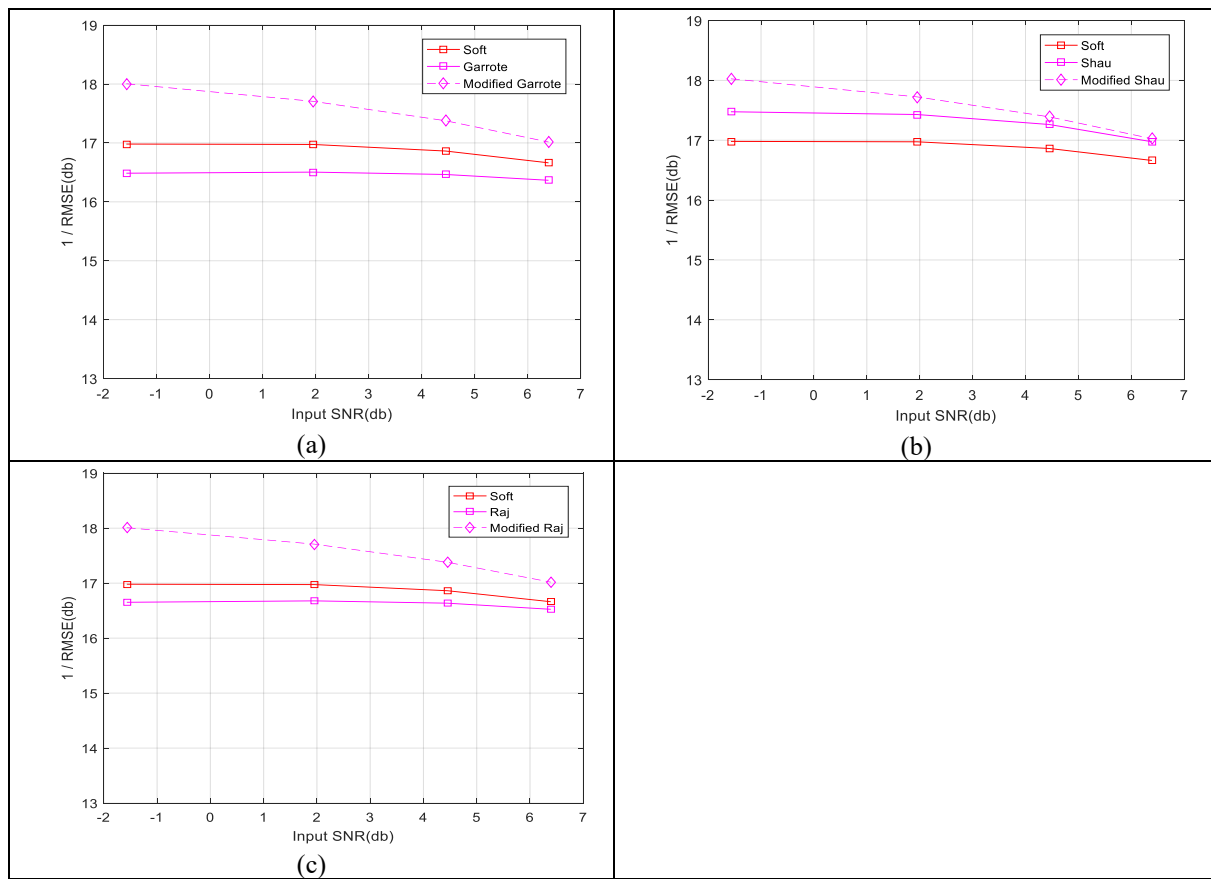 19
18
17
16
15
14
13
1 / RMSE(db)
Soft
Garrote
Modified Garrote
-2 -1 0 1 2 3 4 5 6 7
Input SNR(db)
(a)
19
18
17
16
15
14
13
1 / RMSE(db)
Soft
Shau
Modified Shau
-2 -1 0 1 2 3 4 5 6 7
Input SNR(db)
(b)
19
18
17
16
15
14
13
1 / RMSE(db)
Soft
Raj
Modified Raj
-2 -1 0 1 2 3 4 5 6 7
Input SNR(db)
(c)